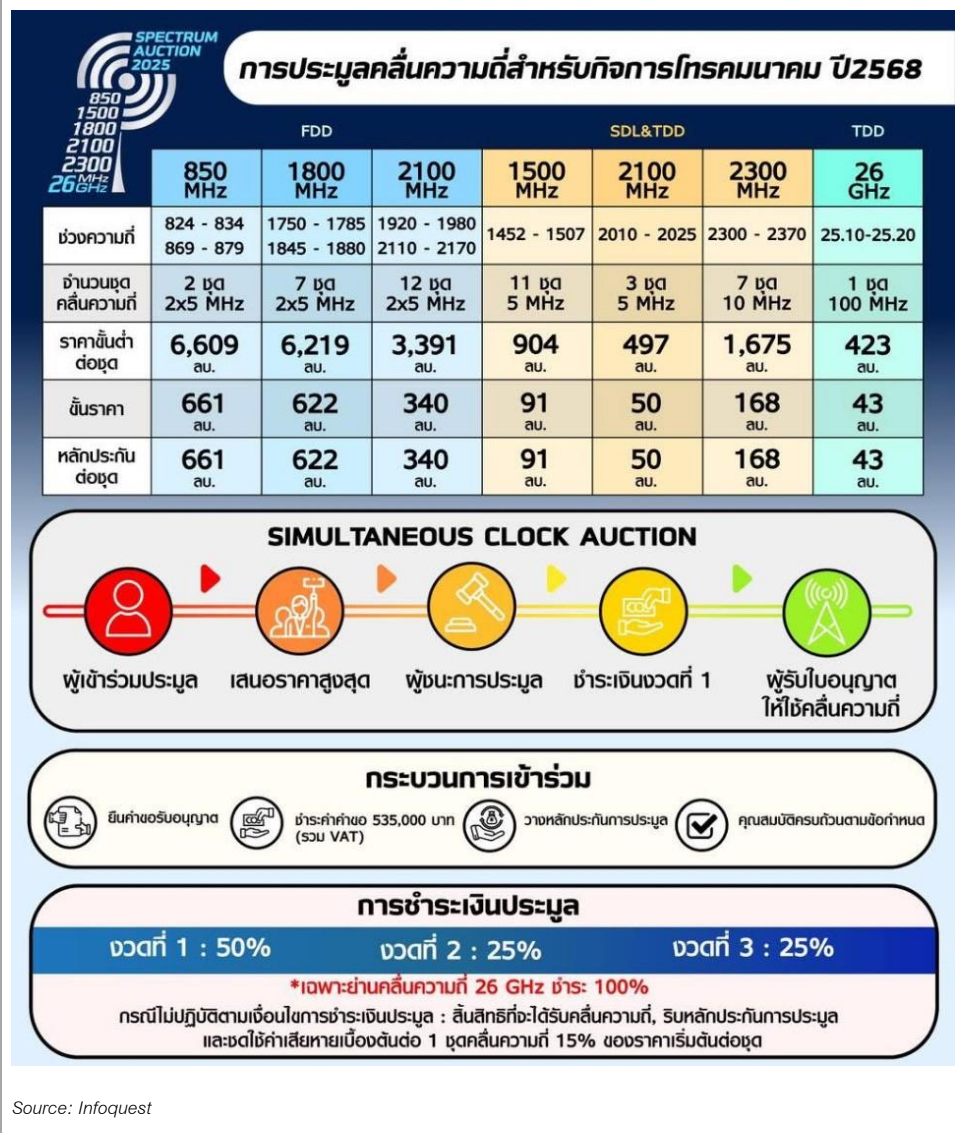 SPECTRUM
AUCTION
2025
850
1500
1800
2100
2300 MHz
26 GHz
การประมูลคลื่นความถี่สำหรับกิจการโทรคมนาคม ปี2568
FDD SDL&TDD TDD
850 MHz 1800 MHz 2100 MHz 1500 MHz 2100 MHz 2300 MHz 26 GHz
ช่วงความถี่ 824 - 834 1750 - 1785 1920 - 1980 1452 - 1507 2010 - 2025 2300 - 2370 25.10-25.20
869 - 879 1845 - 1880 2110 - 2170
จำนวนชุด 2 ชุด 7 ชุด 12 ชุด 11 ชุด 3 ชุด 7 ชุด 1 ชุด
คลื่นความถี่ 2x5 MHz 2x5 MHz 2x5 MHz 5 MHz 5 MHz 10 MHz 100 MHz
ราคาขั้นต่ำ 6,609 6,219 3,391 904 497 1,675 423
ต่อชุด ลบ. ลบ. ลบ. ลบ. ลบ. ลบ. ลบ.
ขั้นราคา 661 622 340 91 50 168 43
ลบ. ลบ. ลบ. ลบ. ลบ. ลบ. ลบ.
หลักประกัน 661 622 340 91 50 168 43
ต่อชุด ลบ. ลบ. ลบ. ลบ. ลบ. ลบ. ลบ.
SIMULTANEOUS CLOCK AUCTION
ผู้เข้าร่วมประมูล เสนอราคาสูงสุด ผู้ชนะการประมูล ชำระเงินงวดที่ 1 ผู้รับใบอนุญาต
ให้ใช้คลื่นความถี่
กระบวนการเข้าร่วม
ยื่นคำขอรับอนุญาต ชำระค่าคำขอ 535,000 บาท วางหลักประกันการประมูล คุณสมบัติครบถ้วนตามข้อกำหนด
(รวม VAT)
การชำระเงินประมูล
งวดที่ 1 : 50% งวดที่ 2 : 25% งวดที่ 3 : 25%
*เฉพาะย่านคลื่นความถี่ 26 GHz ชำระ 100%
กรณีไม่ปฏิบัติตามเงื่อนไขการชำระเงินประมูล : สิ้นสิทธิที่จะได้รับคลื่นความถี่, ริบหลักประกันการประมูล
และชดใช้ค่าเสียหายเบื้องต้นต่อ 1 ชุดคลื่นความถี่ 15% ของราคาเริ่มต้นต่อชุด
Source: Infoquest